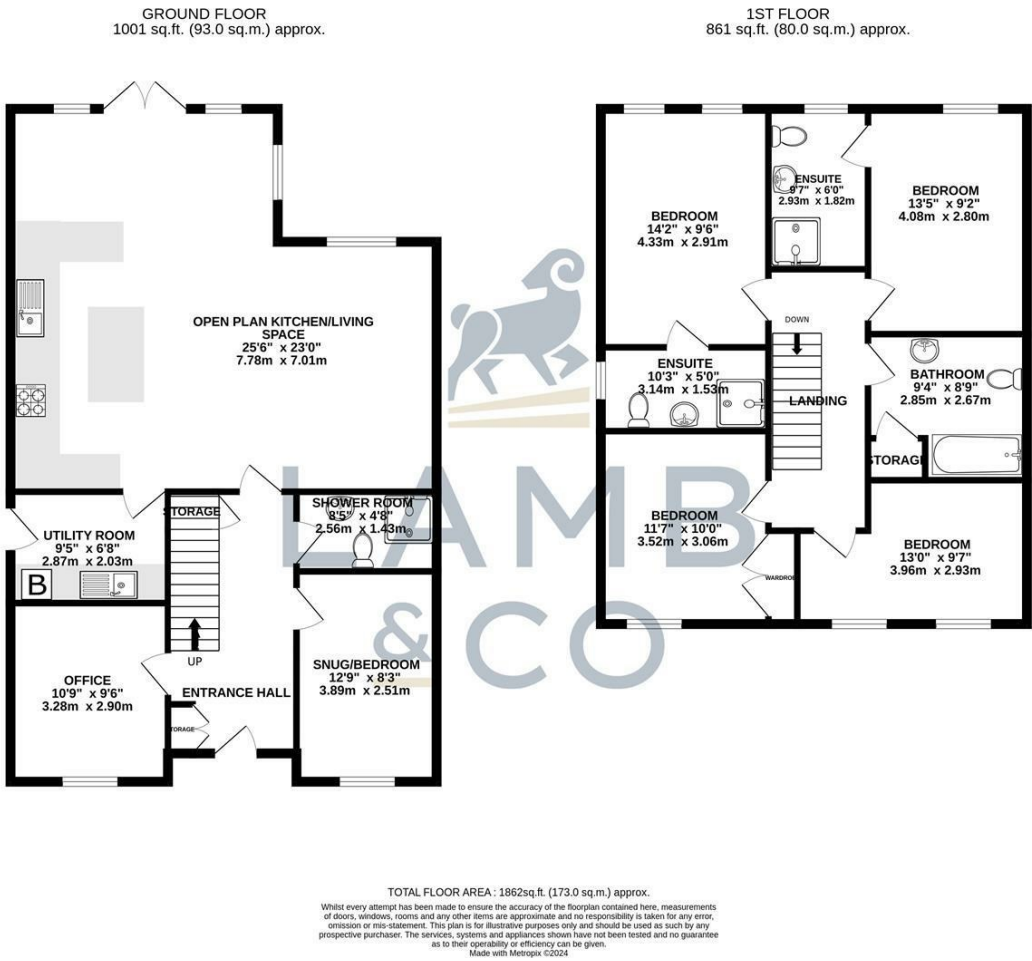 GROUND FLOOR
1001 sq.ft. (93.0 sq.m.) approx.
1ST FLOOR
861 sq.ft. (80.0 sq.m.) approx.
OPEN PLAN KITCHEN/LIVING
SPACE
25'6" x 23'0"
7.78m x 7.01m
UTILITY ROOM
9'5" x 6'8"
2.87m x 2.03m
B
STORAGE
SHOWER ROOM
8'5" x 4'8"
2.56m x 1.43m
UP
OFFICE
10'9" x 9'6"
3.28m x 2.90m
ENTRANCE HALL
SNUG/BEDROOM
12'9" x 8'3"
3.89m x 2.51m
TORAGE
BEDROOM
14'2" x 9'6"
4.33m x 2.91m
ENSUITE
9'7" x 6'0"
2.93m x 1.82m
BEDROOM
13'5" x 9'2"
4.08m x 2.80m
DOWN
ENSUITE
10'3" x 5'0"
3.14m x 1.53m
LANDING
BATHROOM
9'4" x 8'9"
2.85m x 2.67m
STORAGE
BEDROOM
11'7" x 10'0"
3.52m x 3.06m
WARDROB
BEDROOM
13'0" x 9'7"
3.96m x 2.93m
LAMB
&CO
TOTAL FLOOR AREA : 1862sq.ft. (173.0 sq.m.) approx.
Whilst every attempt has been made to ensure the accuracy of the floorplan contained here, measurements
of doors, windows, rooms and any other items are approximate and no responsibility is taken for any error,
omission or mis-statement. This plan is for illustrative purposes only and should be used as such by any
prospective purchaser. The services, systems and appliances shown have not been tested and no guarantee
as to their operability or efficiency can be given.
Made with Metropix ©2024